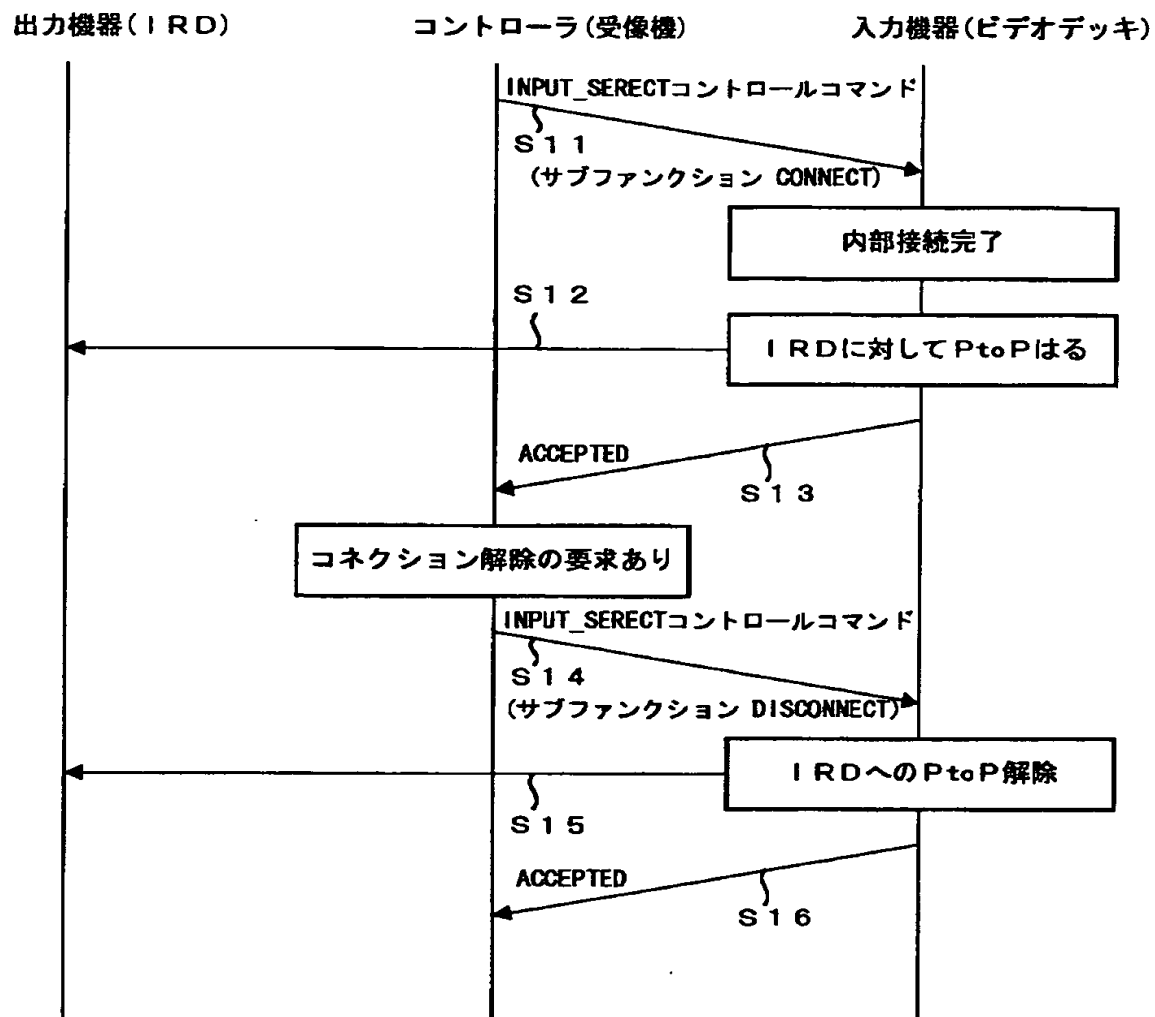 出力機器(IRD)
コントローラ(受像機)
入力機器(ビデオデッキ)
INPUT_SERECTコントロールコマンド
S11
(サブファンクション CONNECT)
内部接続完了
S12
IRDに対してPtoPはる
ACCEPTED
S13
コネクション解除の要求あり
INPUT_SERECTコントロールコマンド
S14
(サブファンクション DISCONNECT)
IRDへのPtoP解除
S15
ACCEPTED
S16